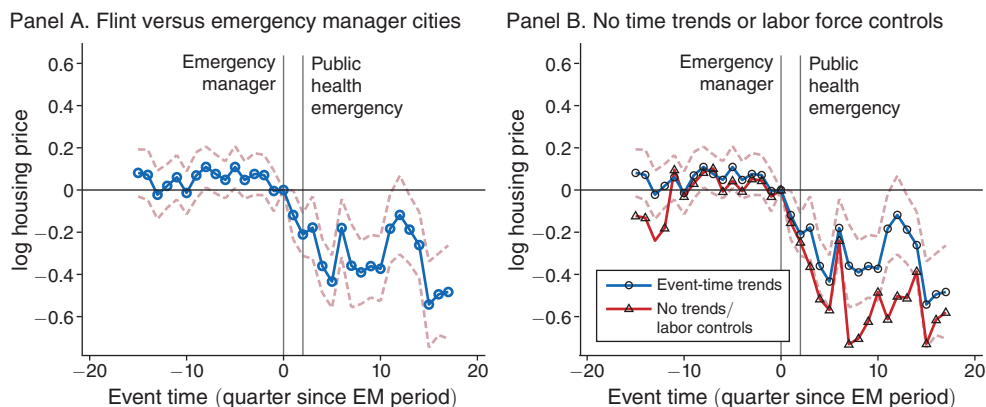 Panel A. Flint versus emergency manager cities
0.6
0.4
0.2
0
−0.2
−0.4
−0.6
log housing price
Emergency
manager
Public
health
emergency
−20
−10
0
10
20
Event time (quarter since EM period)
Panel B. No time trends or labor force controls
0.6
0.4
0.2
0
−0.2
−0.4
−0.6
log housing price
Emergency
manager
Public
health
emergency
Event-time trends
No trends/
labor controls
−20
−10
0
10
20
Event time (quarter since EM period)